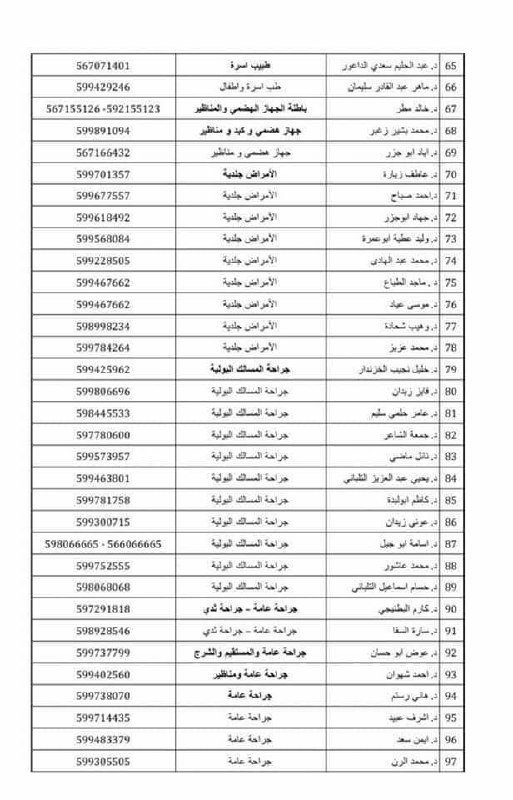 65 د. عبد الحليم سعدي الداعور طبيب اسرة 567071401
66 د. ماهر عبد القادر سليمان طب اسرة واطفال 599429246
67 د. خالد مطر باطنة الجهاز الهضمي والمناظير 592155123- 567155126
68 د. محمد بشير زغبر جهاز هضمي و كبد و مناظير 599891094
69 د. اياد ابو جزر جهاز هضمي و مناظير 567166432
70 د. عاطف زيارة الأمراض جلدية 599701357
71 د.احمد صباح الأمراض جلدية 599677557
72 د. جهاد ابوجزر الأمراض جلدية 599618492
73 د. وليد عطية ابوعمرة الأمراض جلدية 599568084
74 د. محمد عبد الهادى الأمراض جلدية 599228505
75 د . ماجد الطباع الأمراض جلدية 599467662
76 د. موسى عياد الأمراض جلدية 599467662
77 د. وهيب شحادة الأمراض جلدية 598998234
78 د. محمد عزيز الأمراض جلدية 599784264
79 د. خليل نجيب الخزندار جراحة المسالك البولية 599425962
80 د. فايز زيدان جراحة المسالك البولية 599806696
81 د. عامر حلمي سليم جراحة المسالك البولية 598445533
82 د. جمعة الشاعر جراحة المسالك البولية 597780600
83 د. نائل ماضي جراحة المسالك البولية 599573957
84 د. يحيى عبد العزيز التلباني جراحة المسالك البولية 599463801
85 د. كاظم ابولبدة جراحة المسالك البولية 599781758
86 د. عوني زيدان جراحة المسالك البولية 599300715
87 د. اسامة ابو جبل جراحة المسالك البولية 566066665 - 598066665
88 د. محمد عاشور جراحة المسالك البولية 599752555
89 د. حسام اسماعيل التلباني جراحة المسالك البولية 598068068
90 د. كارم البطنيجي جراحة عامة - جراحة ثدي 597291818
91 د. سارة السقا جراحة عامة - جراحة ثدي 598928546
92 د. عوض ابو حسان جراحة عامة والمستقيم والشرج 599737799
93 د. احمد شهوان جراحة عامة ومناظير 599402560
94 د. هاني رستم جراحة عامة 599738070
95 د. اشرف عبيد جراحة عامة 599714435
96 د. ايمن سعد جراحة عامة 599483379
97 د. محمد الرن جراحة عامة 599305505